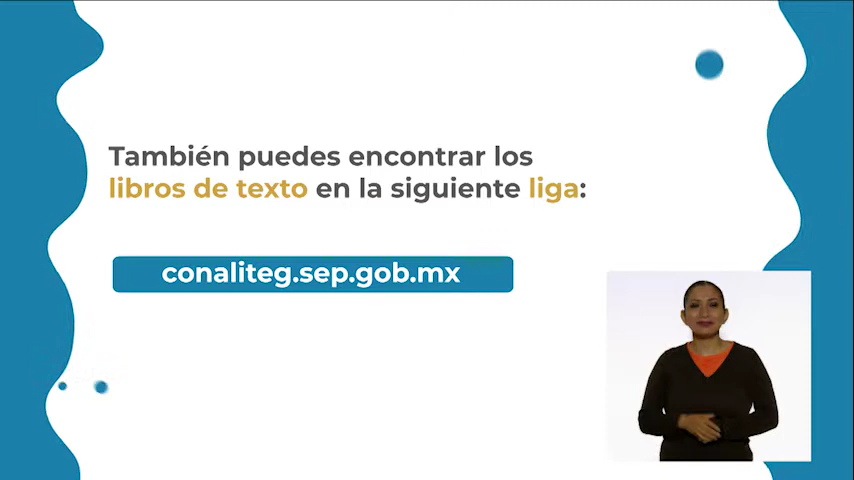 También puedes encontrar los
libros de texto en la siguiente liga:
conaliteg.sep.gob.mx